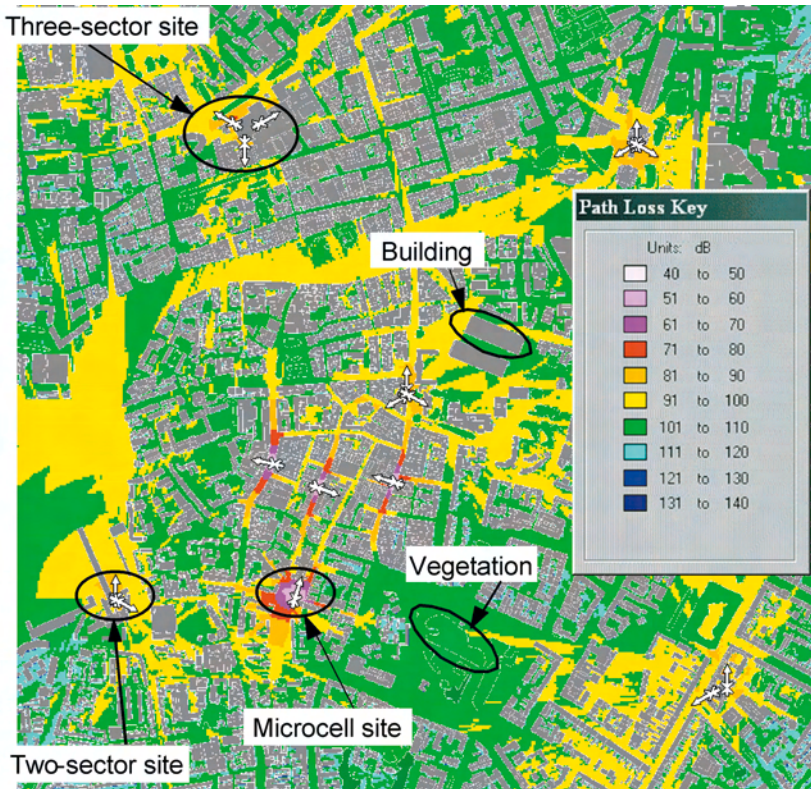 Three-sector site
Path Loss Key
Building
Units: dB
40 to 50
51 to 60
61 to 70
71 to 80
81 to 90
91 to 100
101 to 110
111 to 120
121 to 130
131 to 140
Vegetation
Microcell site
Two-sector site